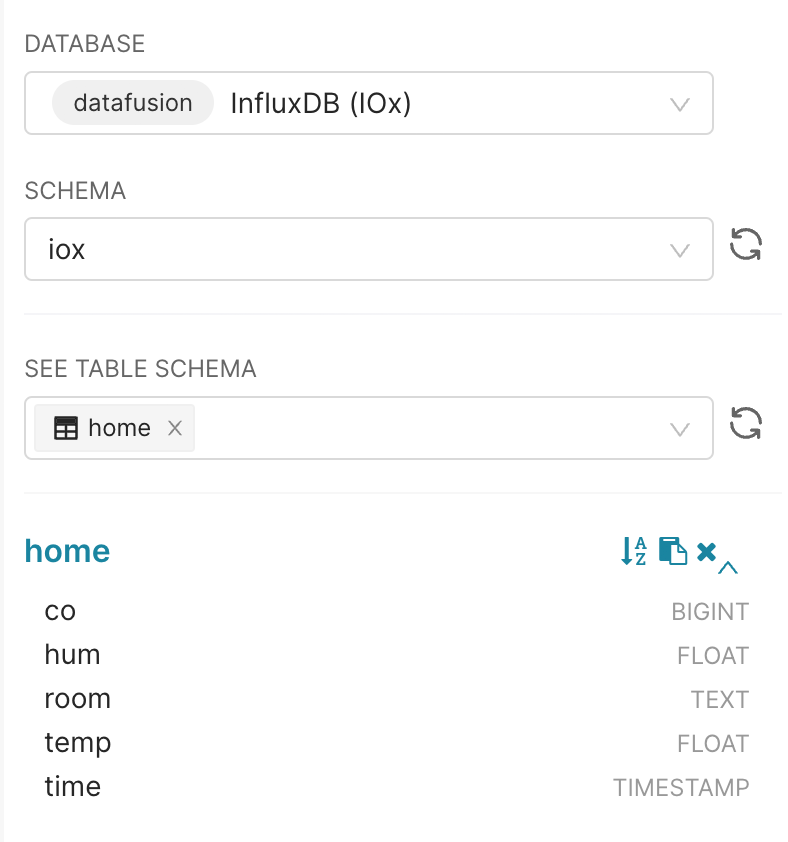 DATABASE
datafusion InfluxDB (IOx)
SCHEMA
iox
SEE TABLE SCHEMA
home
home
co BIGINT
hum FLOAT
room TEXT
temp FLOAT
time TIMESTAMP